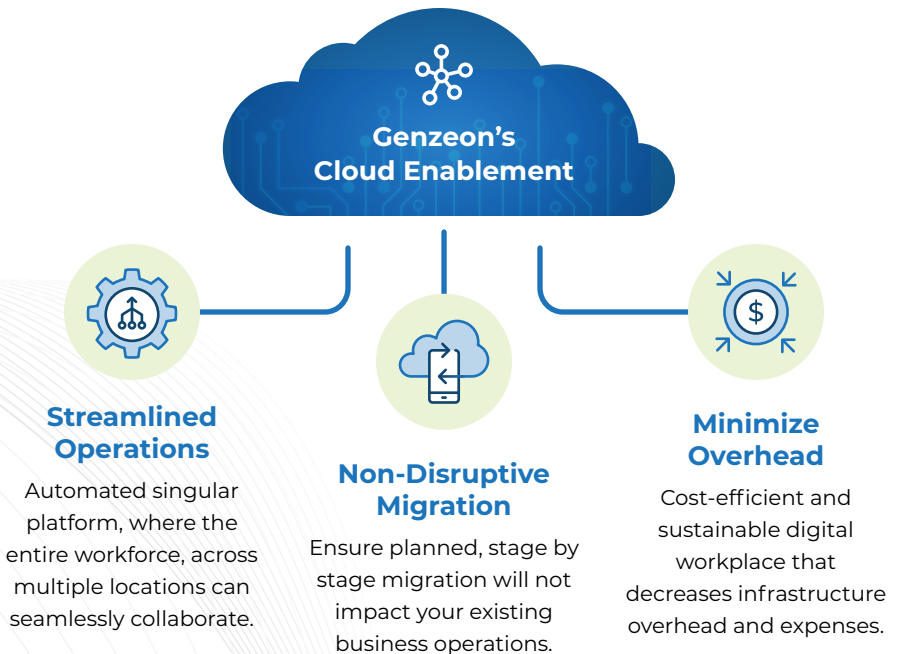 Genzeon’s
Cloud Enablement
Streamlined
Operations
Automated singular
platform, where the
entire workforce, across
multiple locations can
seamlessly collaborate.
Non-Disruptive
Migration
Ensure planned, stage by
stage migration will not
impact your existing
business operations.
$
Minimize
Overhead
Cost-efficient and
sustainable digital
workplace that
decreases infrastructure
overhead and expenses.